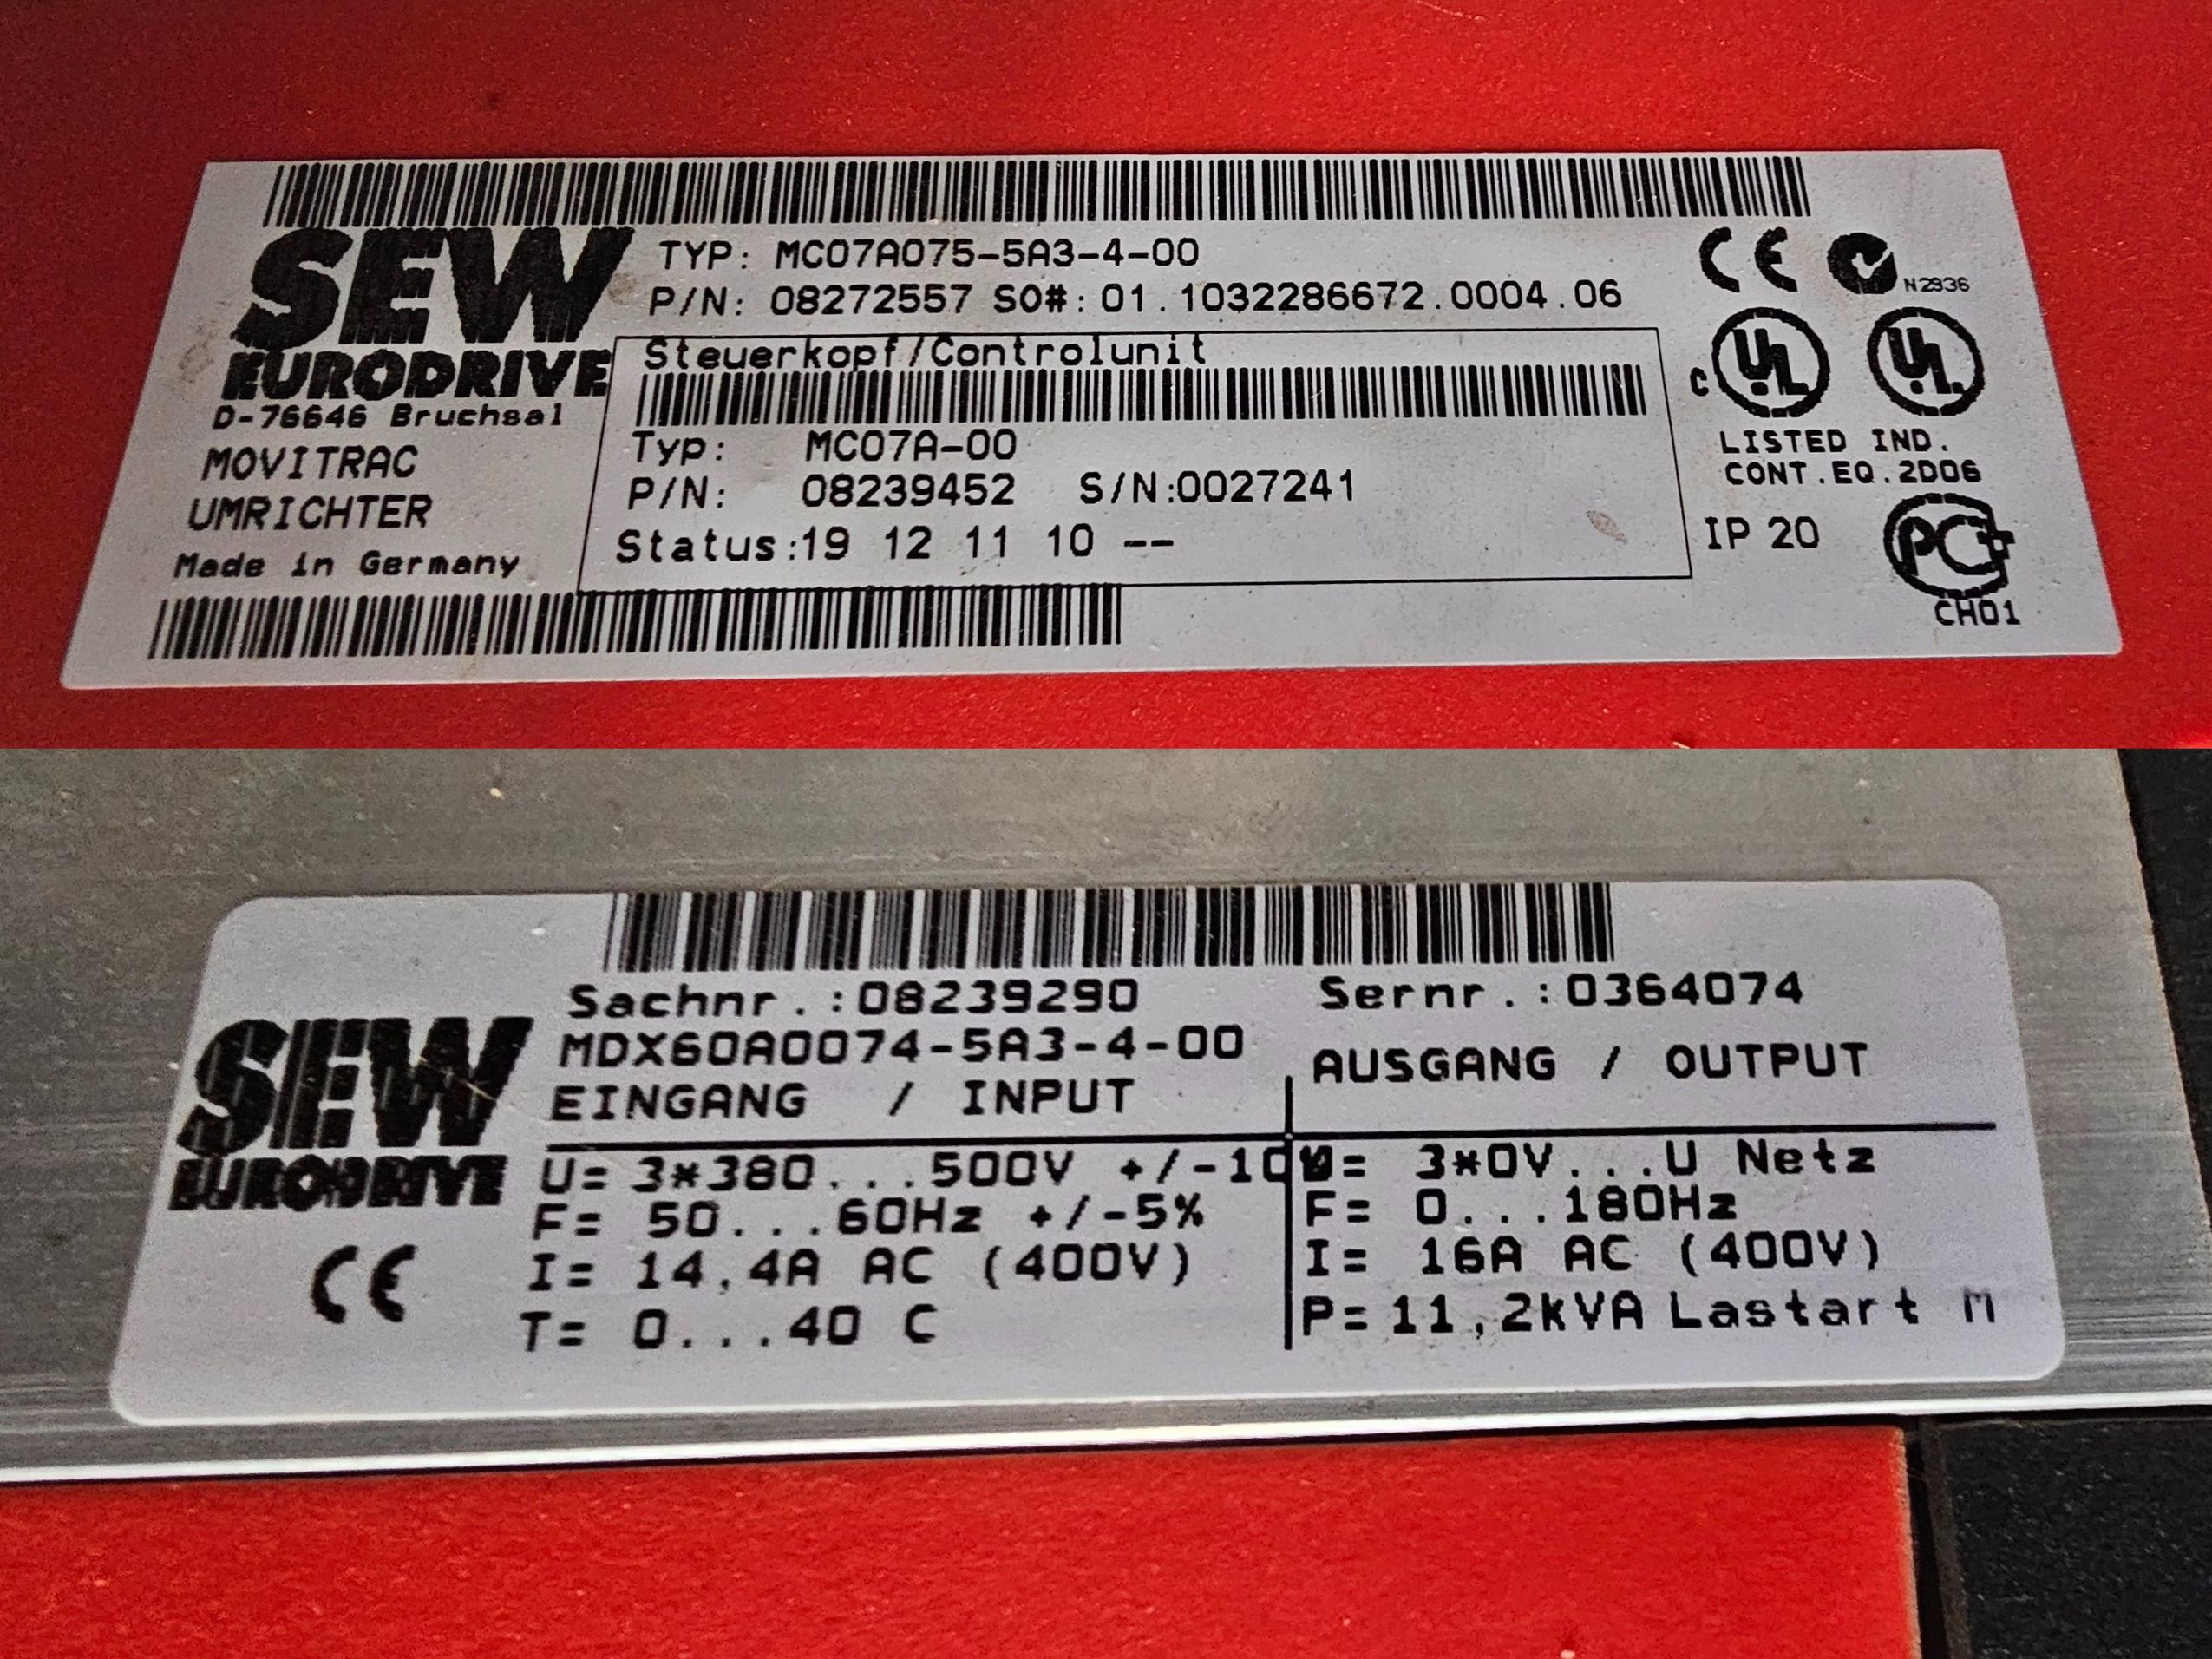 SEW
EURODRIVE
D-76646 Bruchsal
MOVITRAC
UMRICHTER
Made in Germany
TYP: MC07A075-5A3-4-00
P/N: 08272557 SO#: 01.1032286672.0004.06
Steuerkopf/Controlunit
Typ: MC07A-00
P/N: 08239452 S/N:0027241
Status:19 12 11 10 --
CE
N2936
C UL UL
LISTED IND.
CONT.EQ.2D06
IP 20
CH01
Sachnr.:08239290 Sernr.:0364074
MDX60A0074-5A3-4-00
SEW
EURODRIVE
CE
EINGANG / INPUT
U= 3*380...500V +/-10
F= 50...60Hz +/-5%
I= 14,4A AC (400V)
T= 0...40 C
AUSGANG / OUTPUT
U= 3*0V...U Netz
F= 0...180Hz
I= 16A AC (400V)
P= 11,2kVA Lastart M